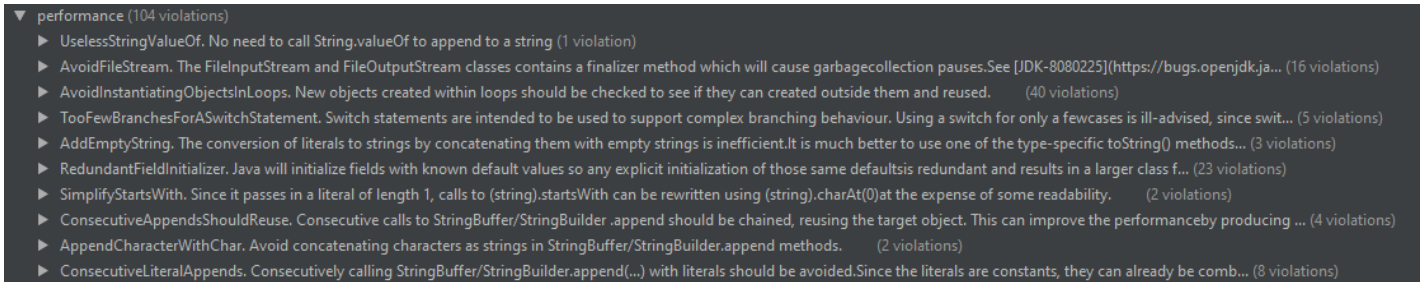 performance (104 violations)
UselessStringValueOf. No need to call String.valueOf to append to a string (1 violation)
AvoidFileStream. The FileInputStream and FileOutputStream classes contains a finalizer method which will cause garbagecollection pauses.See [JDK-8080225](https://bugs.openjdk.ja... (16 violations)
AvoidInstantiatingObjectsInLoops. New objects created within loops should be checked to see if they can created outside them and reused. (40 violations)
TooFewBranchesForASwitchStatement. Switch statements are intended to be used to support complex branching behaviour. Using a switch for only a fewcases is ill-advised, since swit... (5 violations)
AddEmptyString. The conversion of literals to strings by concatenating them with empty strings is inefficient.It is much better to use one of the type-specific toString() methods... (3 violations)
RedundantFieldInitializer. Java will initialize fields with known default values so any explicit initialization of those same defaultsis redundant and results in a larger class f... (23 violations)
SimplifyStartsWith. Since it passes in a literal of length 1, calls to (string).startsWith can be rewritten using (string).charAt(0)at the expense of some readability. (2 violations)
ConsecutiveAppendsShouldReuse. Consecutive calls to StringBuffer/StringBuilder .append should be chained, reusing the target object. This can improve the performanceby producing ... (4 violations)
AppendCharacterWithChar. Avoid concatenating characters as strings in StringBuffer/StringBuilder.append methods. (2 violations)
ConsecutiveLiteralAppends. Consecutively calling StringBuffer/StringBuilder.append(...) with literals should be avoided.Since the literals are constants, they can already be comb... (8 violations)